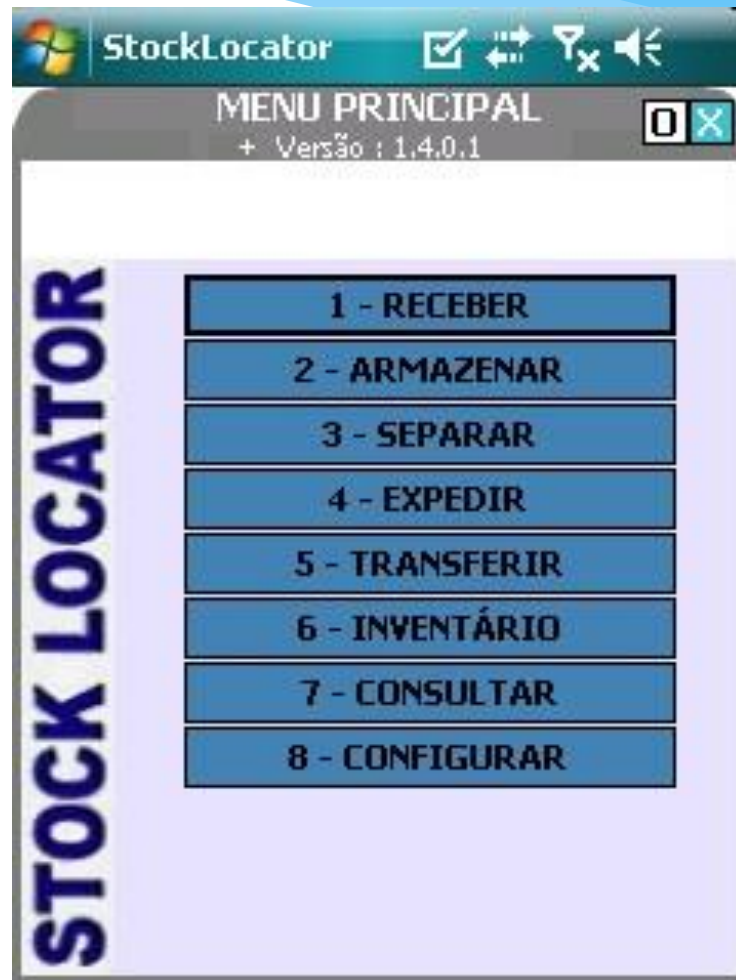 StockLocator
MENU PRINCIPAL
+ Versão : 1.4.0.1
O X
STOCK LOCATOR
1 - RECEBER
2 - ARMAZENAR
3 - SEPARAR
4 - EXPEDIR
5 - TRANSFERIR
6 - INVENTÁRIO
7 - CONSULTAR
8 - CONFIGURAR